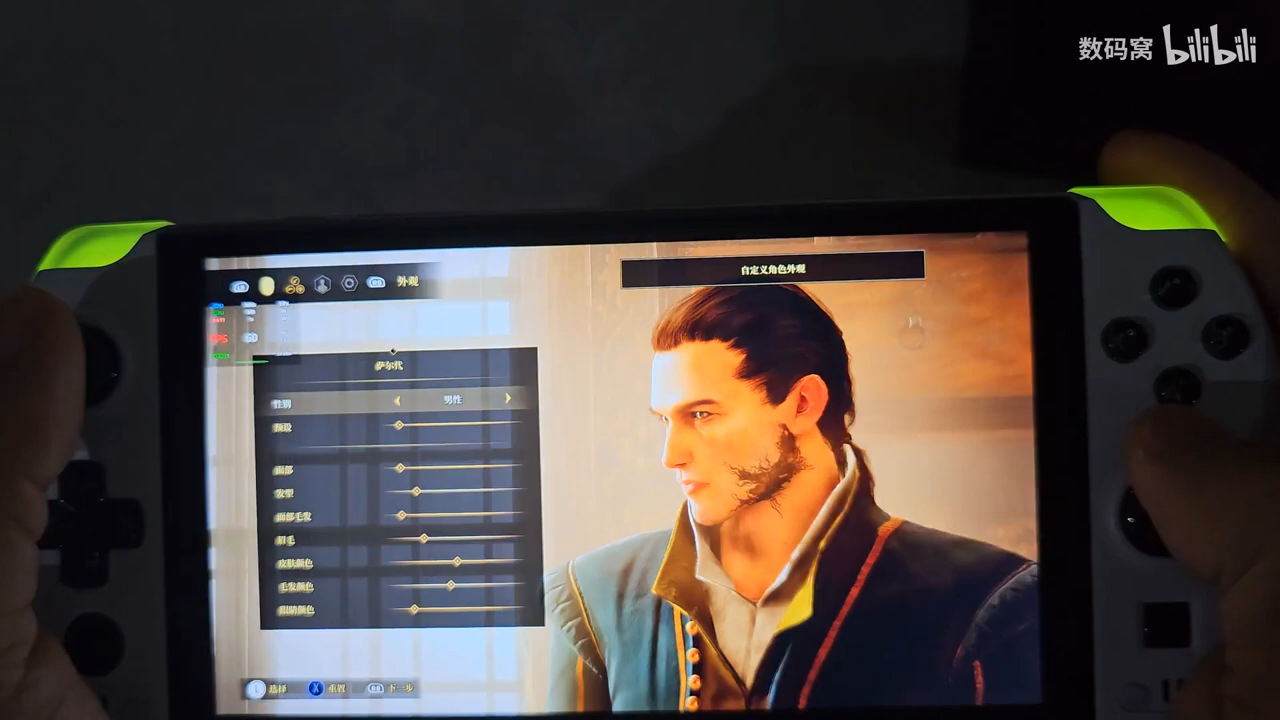 数码窝 bilibili
外观
自定义角色外观
FPS 60
萨尔代
性别 男性
预设
面部
发型
面部毛发
眉毛
皮肤颜色
毛发颜色
眼睛颜色
L 选择 X 重置 下一步